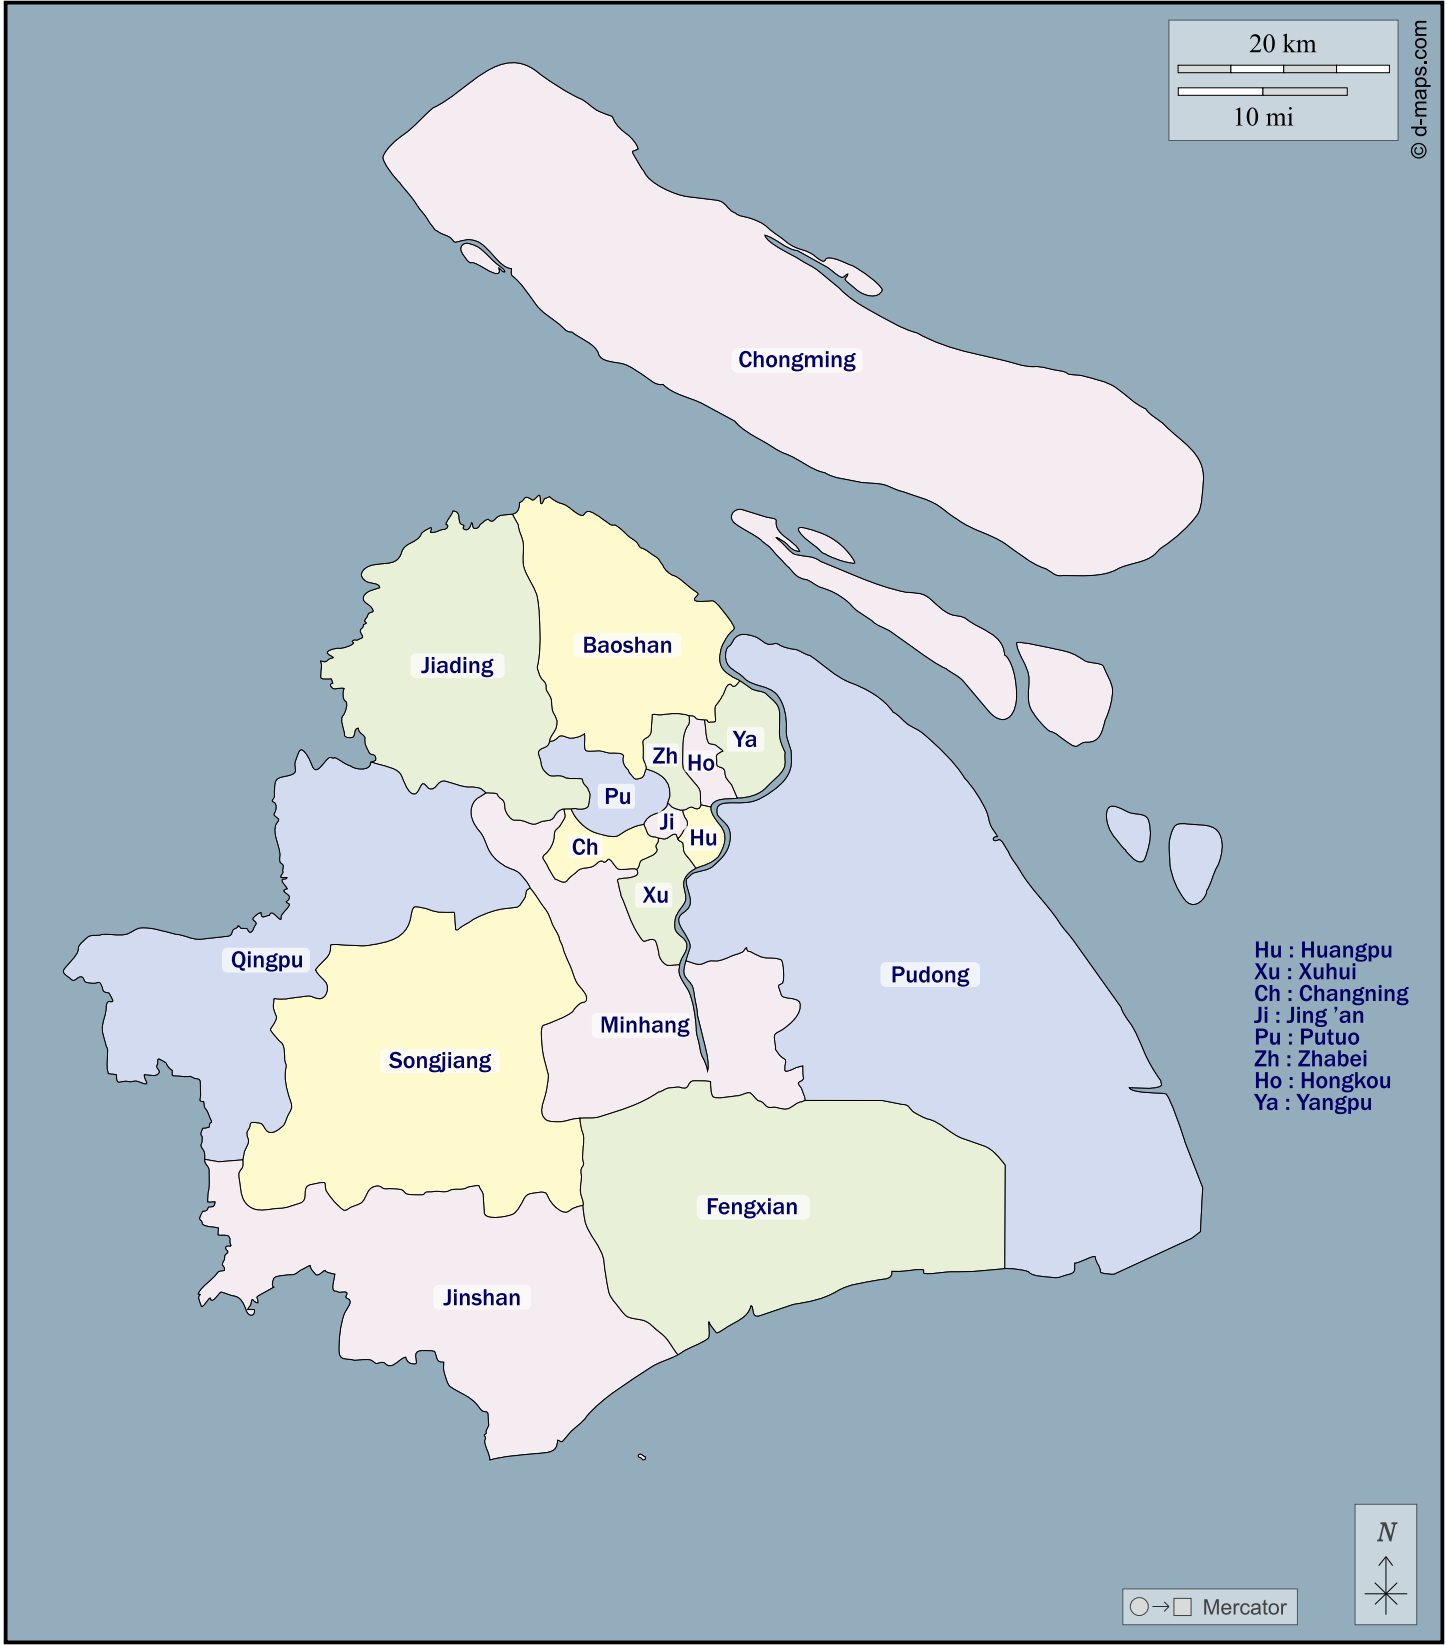 20 km
10 mi
© d-maps.com
Chongming
Baoshan
Jiading
Ya
Zh
Ho
Pu
Ji
Hu
Ch
Xu
Qingpu
Pudong
Minhang
Songjiang
Hu : Huangpu
Xu : Xuhui
Ch : Changning
Ji : Jing ’an
Pu : Putuo
Zh : Zhabei
Ho : Hongkou
Ya : Yangpu
Fengxian
Jinshan
N
Mercator